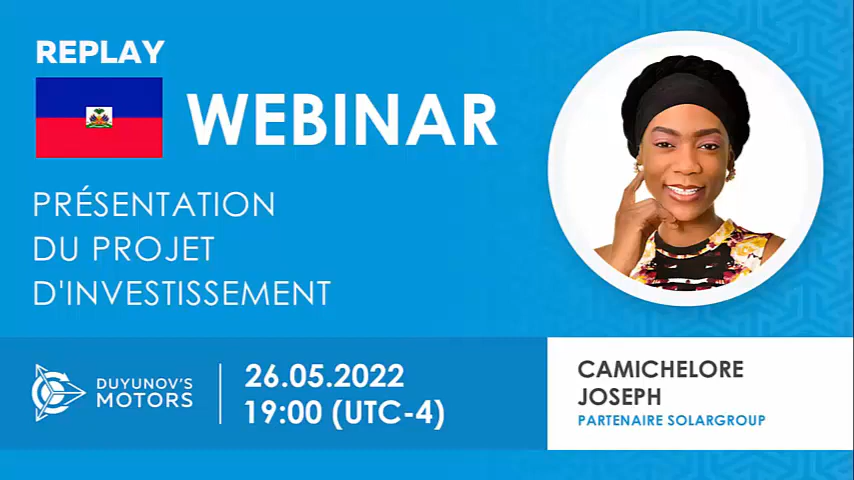 REPLAY
WEBINAR
PRÉSENTATION
DU PROJET
D'INVESTISSEMENT
DUYUNOV'S
MOTORS
26.05.2022
19:00 (UTC-4)
CAMICHELORE
JOSEPH
PARTENAIRE SOLARGROUP